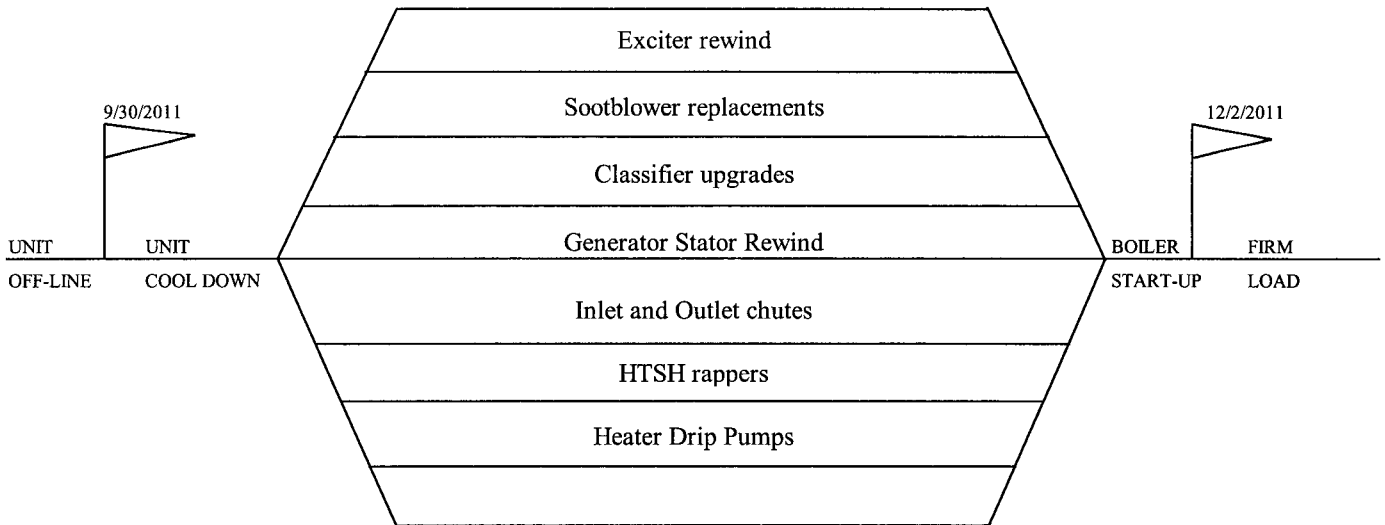 Exciter rewind
Sootblower replacements
9/30/2011
12/2/2011
Classifier upgrades
UNIT UNIT Generator Stator Rewind BOILER FIRM
OFF-LINE COOL DOWN START-UP LOAD
Inlet and Outlet chutes
HTSH rappers
Heater Drip Pumps